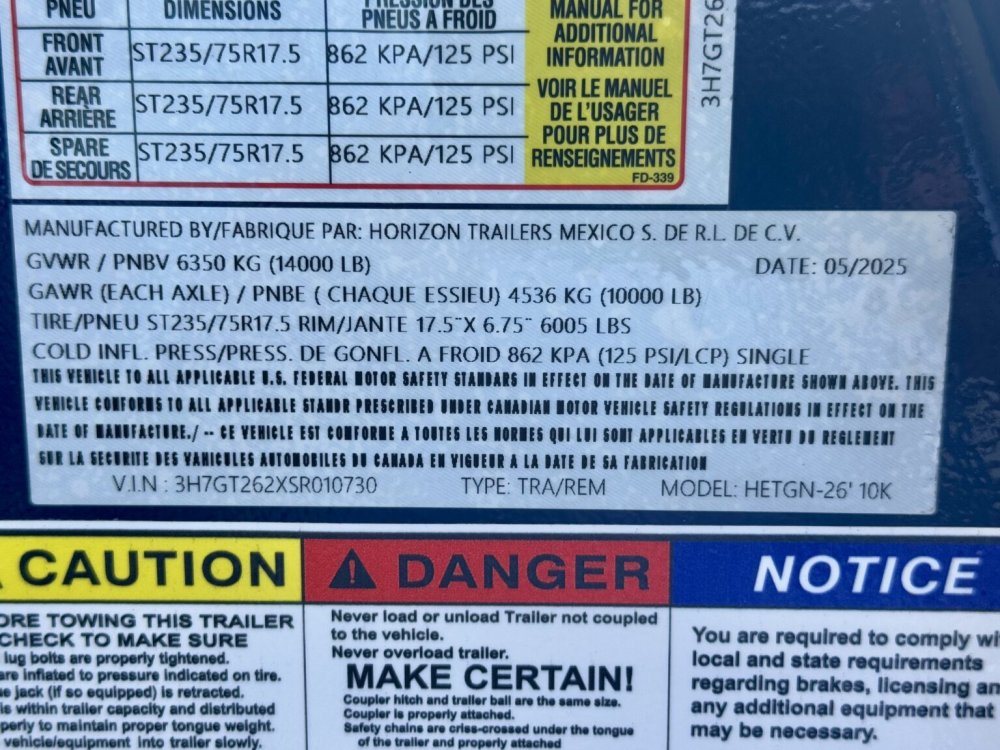 PNEU
DIMENSIONS
PNEUS A FROID
FRONT
AVANT
ST235/75R17.5
862 KPA/125 PSI
REAR
ARRIÈRE
ST235/75R17.5
862 KPA/125 PSI
SPARE
DE SECOURS
ST235/75R17.5
862 KPA/125 PSI
MANUAL FOR
ADDITIONAL
INFORMATION
VOIR LE MANUEL
DE L'USAGER
POUR PLUS DE
RENSEIGNEMENTS
FD-339
3H7GT26
MANUFACTURED BY/FABRIQUE PAR: HORIZON TRAILERS MEXICO S. DE R.L. DE C.V.
GVWR / PNBV 6350 KG (14000 LB) DATE: 05/2025
GAWR (EACH AXLE) / PNBE ( CHAQUE ESSIEU) 4536 KG (10000 LB)
TIRE/PNEU ST235/75R17.5 RIM/JANTE 17.5¨X 6.75¨ 6005 LBS
COLD INFL. PRESS/PRESS. DE GONFL. A FROID 862 KPA (125 PSI/LCP) SINGLE
THIS VEHICLE TO ALL APPLICABLE U.S. FEDERAL MOTOR SAFETY STANDARS IN EFFECT ON THE DATE OF MANUFACTURE SHOWN ABOVE. THIS
VEHICLE CONFORMS TO ALL APPLICABLE STANDR PRESCRIBED UNDER CANADIAN MOTOR VEHICLE SAFETY REGULATIONS IN EFFECT ON THE
DATE OF MANUFACTURE./ -- CE VEHICLE EST CONFORME A TOUTES LES NORMES QUI LUI SONT APPLICABLES EN VERTU DU REGLEMENT
SUR LA SECURITE DES VAHICULES AUTOMOBILES DU CANADA EN VIGUEUR A LA DATE DE SA FABRICATION
V.I.N : 3H7GT262XSR010730 TYPE: TRA/REM MODEL: HETGN-26' 10K
CAUTION
ORE TOWING THIS TRAILER
CHECK TO MAKE SURE
lug bolts are properly tightened.
are inflated to pressure indicated on tire.
e jack (if so equipped) is retracted.
is within trailer capacity and distributed
perly to maintain proper tongue weight.
vehicle/equipment into trailer slowly.
DANGER
Never load or unload Trailer not coupled
to the vehicle.
Never overload trailer.
MAKE CERTAIN!
Coupler hitch and trailer ball are the same size.
Coupler is properly attached.
Safety chains are criss-crossed under the tongue
of the trailer and properly attached
NOTICE
You are required to comply wi
local and state requirements
regarding brakes, licensing an
any additional equipment that
may be necessary.